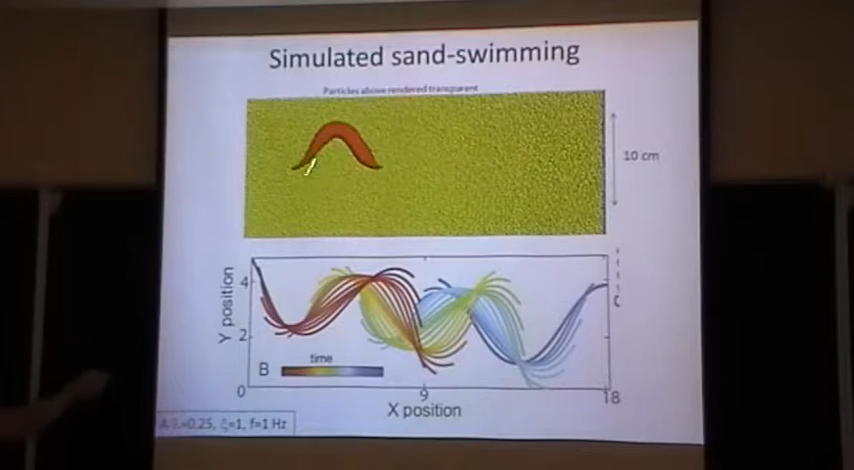 Simulated sand-swimming
Particles above rendered transparent
10 cm
Y position
4
2
0
B
time
9
18
X position
A/λ=0.25, ξ=1, f=1 Hz